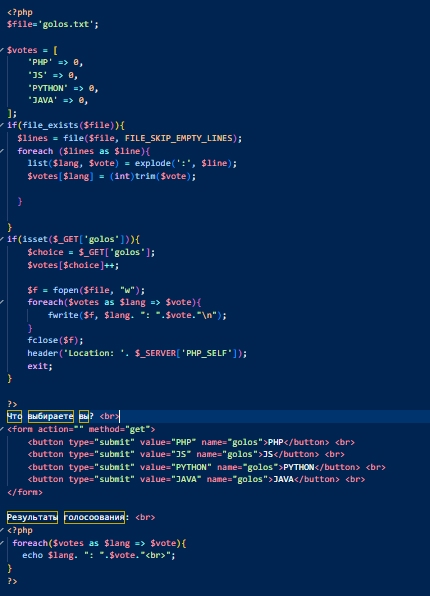 <?php
$file='golos.txt';
$votes = [
'PHP' => 0,
'JS' => 0,
'PYTHON' => 0,
'JAVA' => 0,
];
if(file_exists($file)){
$lines = file($file, FILE_SKIP_EMPTY_LINES);
foreach ($lines as $line){
list($lang, $vote) = explode(':', $line);
$votes[$lang] = (int)trim($vote);
}
}
if(isset($_GET['golos'])){
$choice = $_GET['golos'];
$votes[$choice]++;
$f = fopen($file, "w");
foreach($votes as $lang => $vote){
fwrite($f, $lang. ": ".$vote."\n");
}
fclose($f);
header('Location: '. $_SERVER['PHP_SELF']);
exit;
}
?>
Что выбираете вы? <br>
<form action="" method="get">
<button type="submit" value="PHP" name="golos">PHP</button> <br>
<button type="submit" value="JS" name="golos">JS</button> <br>
<button type="submit" value="PYTHON" name="golos">PYTHON</button> <br>
<button type="submit" value="JAVA" name="golos">JAVA</button> <br>
</form>
Результать голосоования: <br>
<?php
foreach($votes as $lang => $vote){
echo $lang. ": ".$vote."<br>";
}
?>